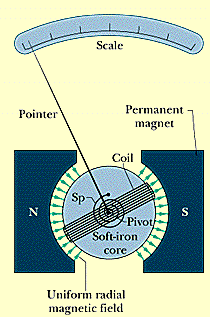 Scale
Pointer
Permanent
magnet
Coil
Sp
N
S
Pivot
Soft-iron
core
Uniform radial
magnetic field